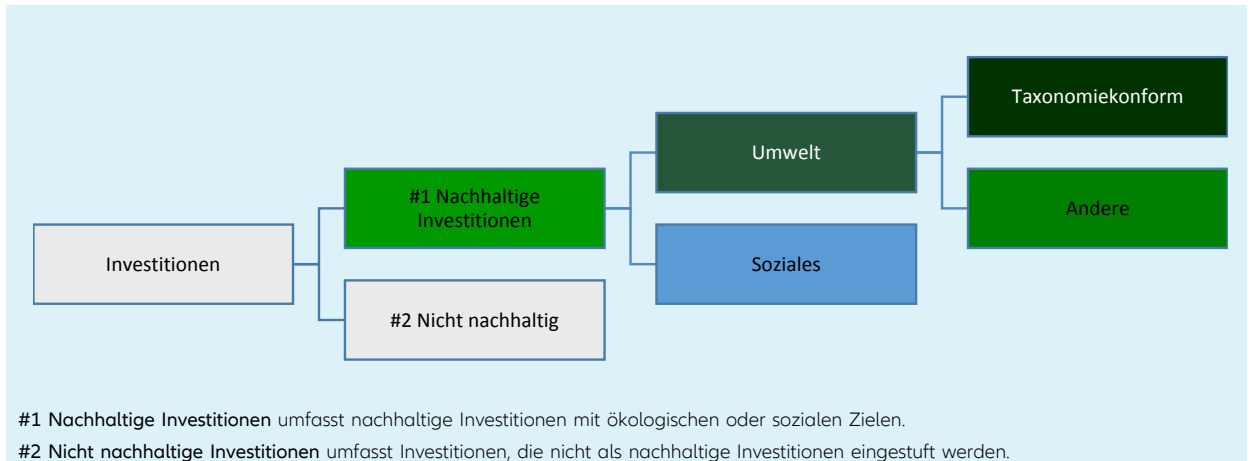 Taxonomiekonform
Umwelt
#1 Nachhaltige
Investitionen
Andere
Investitionen
Soziales
#2 Nicht nachhaltig
#1 Nachhaltige Investitionen umfasst nachhaltige Investitionen mit ökologischen oder sozialen Zielen.
#2 Nicht nachhaltige Investitionen umfasst Investitionen, die nicht als nachhaltige Investitionen eingestuft werden.